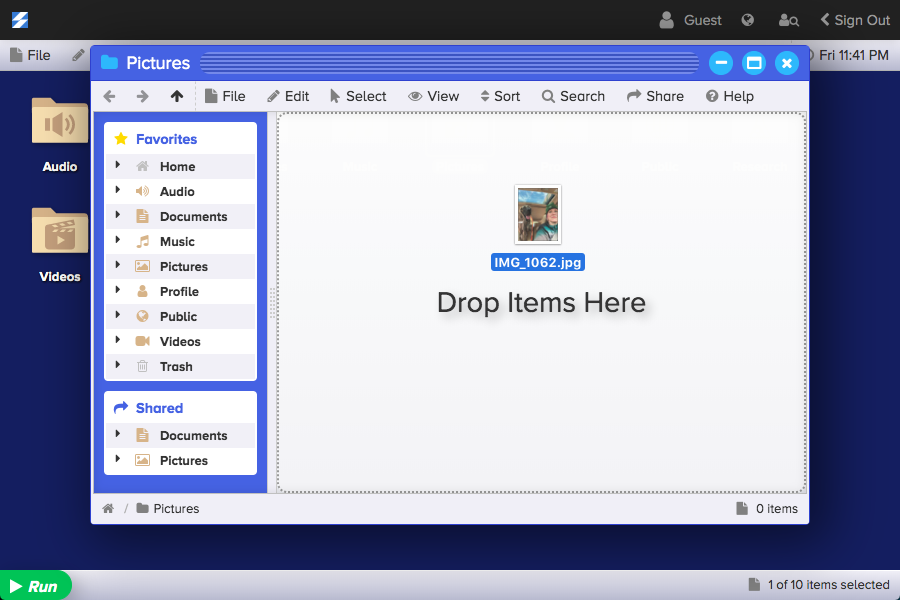 Guest
Sign Out
File
Fri 11:41 PM
Pictures
File Edit Select View Sort Search Share Help
Audio
Videos
Favorites
Home
Audio
Documents
Music
Pictures
Profile
Public
Videos
Trash
Shared
Documents
Pictures
IMG_1062.jpg
Drop Items Here
/ Pictures
0 items
Run
1 of 10 items selected